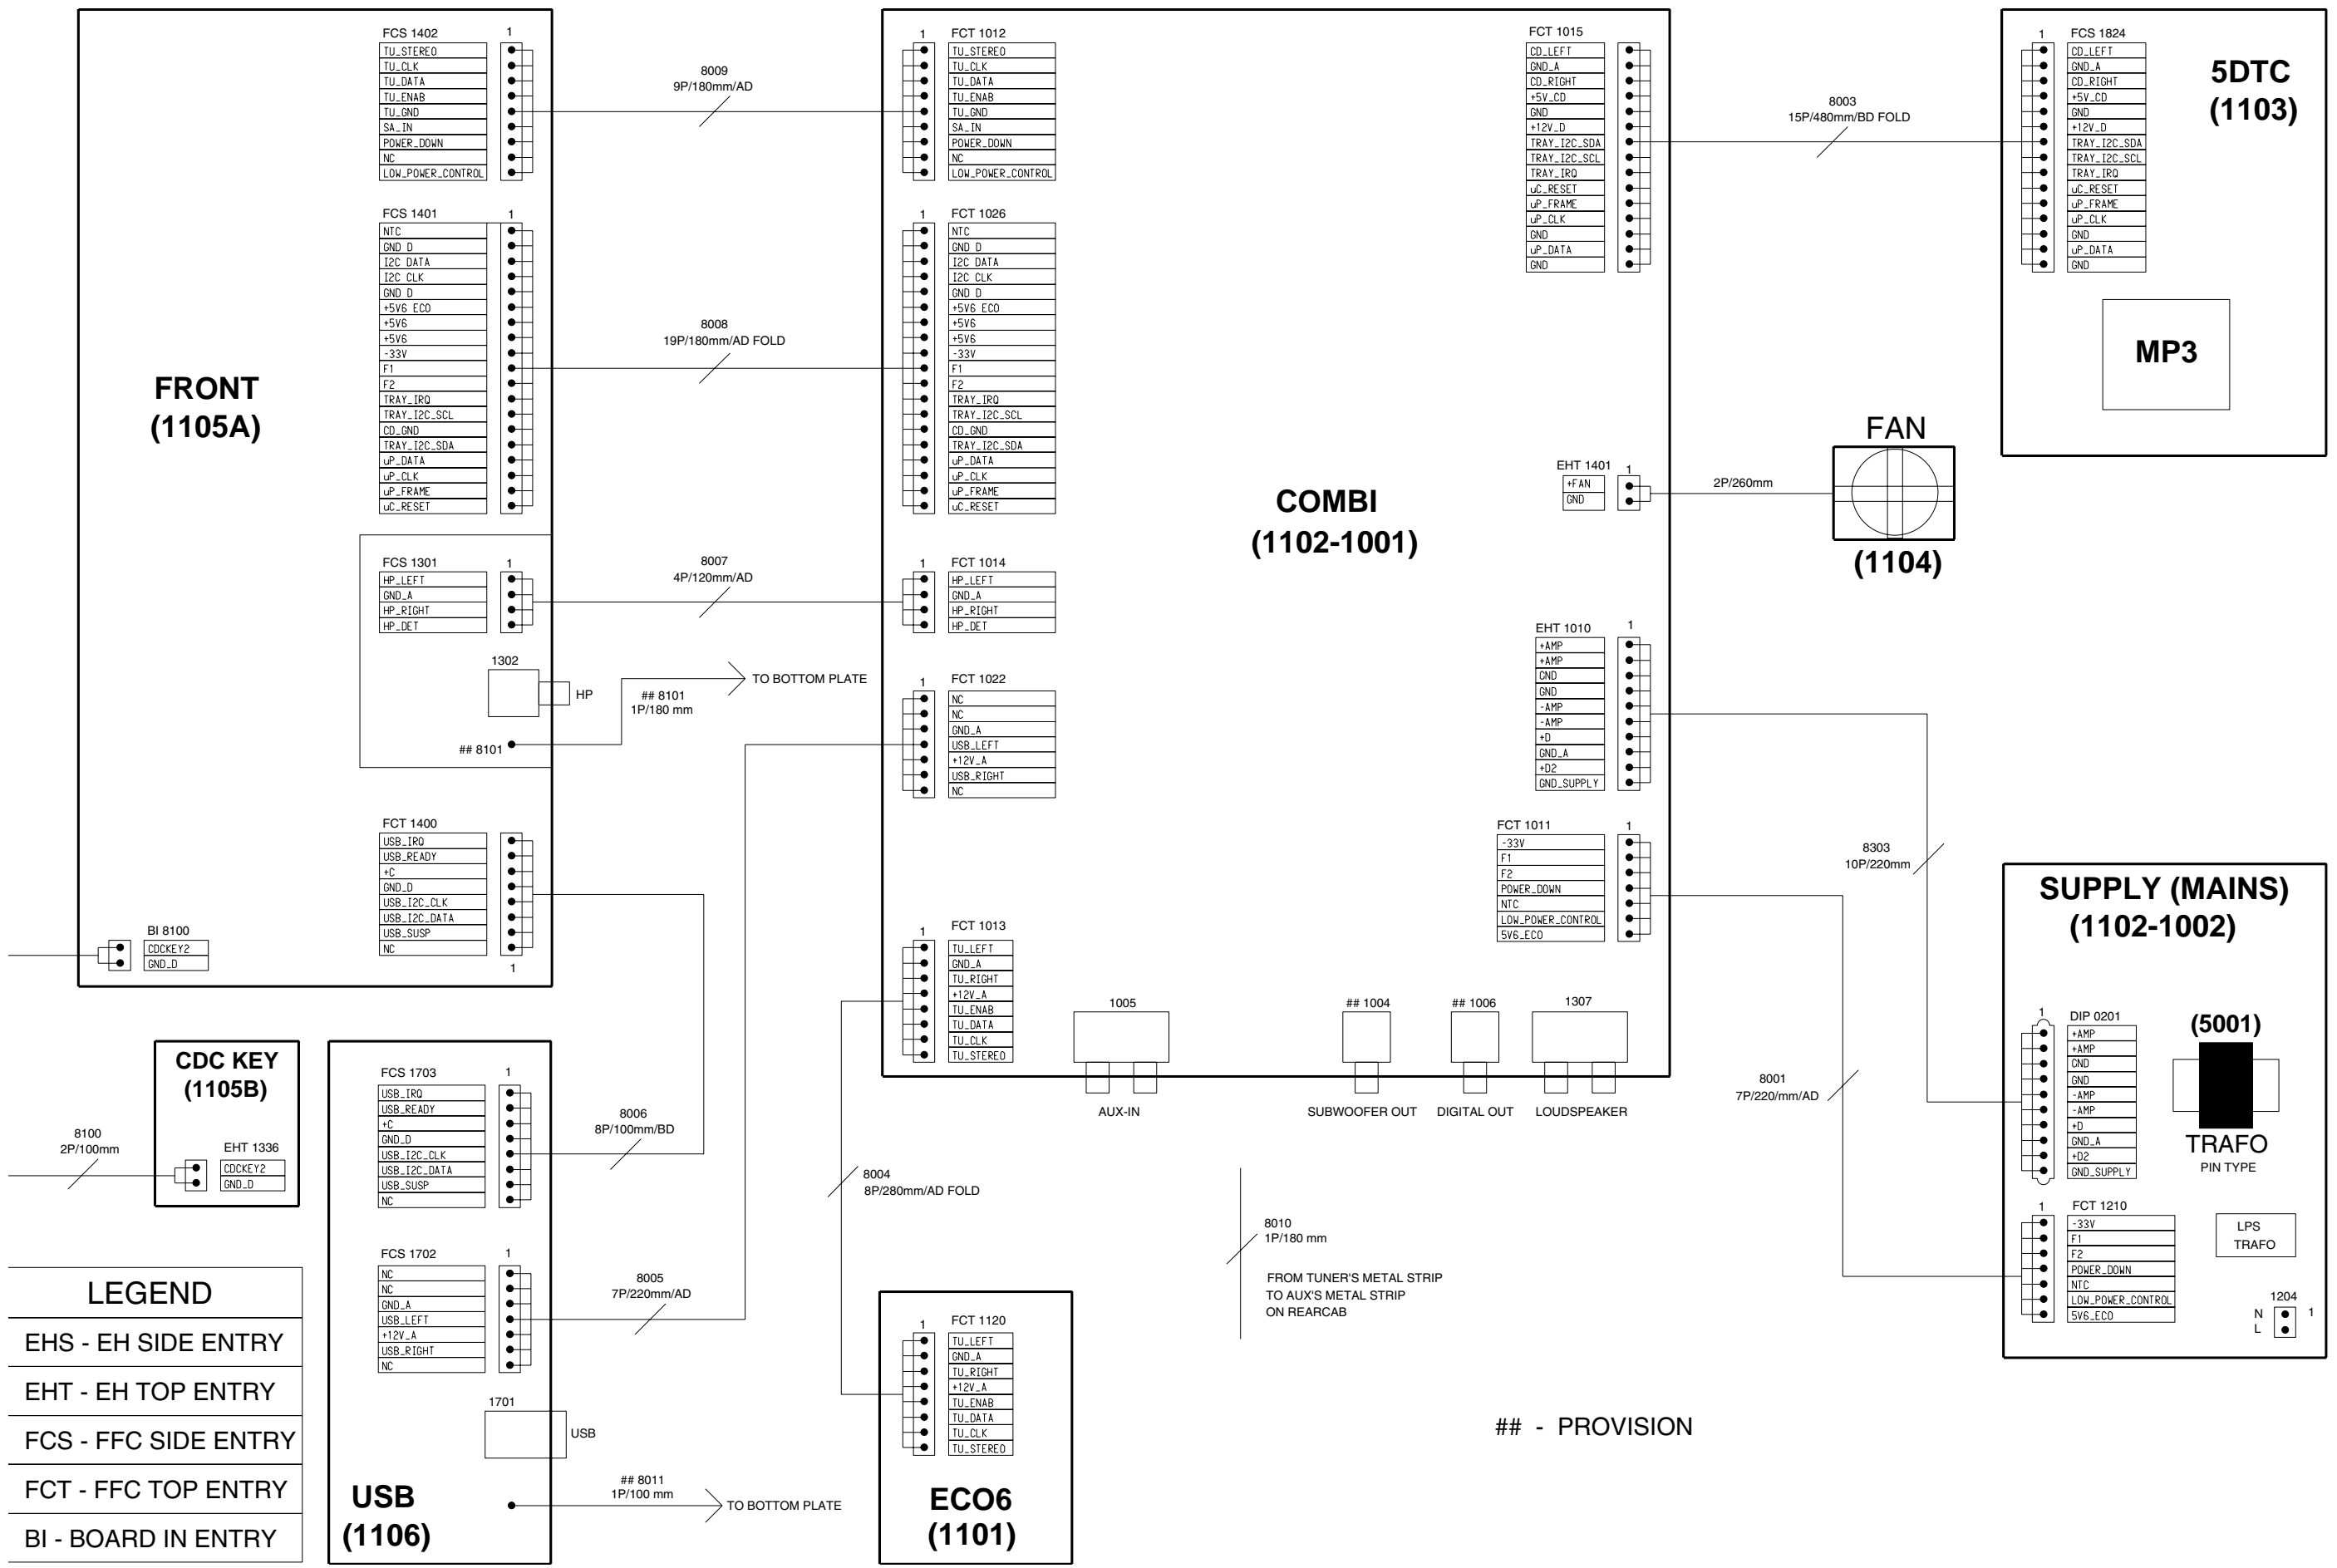 FRONT
(1105A)
FCS 1402
1
TU_STEREO
TU_CLK
TU_DATA
TU_ENAB
TU_GND
SA_IN
POWER_DOWN
NC
LOW_POWER_CONTROL
FCS 1401
1
NTC
GND D
I2C DATA
I2C CLK
GND D
+5V6 ECO
+5V6
+5V6
-33V
F1
F2
TRAY_IRQ
TRAY_I2C_SCL
CD_GND
TRAY_I2C_SDA
uP_DATA
uP_CLK
uP_FRAME
uC_RESET
FCS 1301
1
HP_LEFT
GND_A
HP_RIGHT
HP_DET
1302
HP
## 8101
## 8101
1P/180 mm
TO BOTTOM PLATE
FCT 1400
USB_IRQ
USB_READY
+C
GND_D
USB_I2C_CLK
USB_I2C_DATA
USB_SUSP
NC
1
BI 8100
CDCKEY2
GND_D
8009
9P/180mm/AD
8008
19P/180mm/AD FOLD
8007
4P/120mm/AD
COMBI
(1102-1001)
1
FCT 1012
TU_STEREO
TU_CLK
TU_DATA
TU_ENAB
TU_GND
SA_IN
POWER_DOWN
NC
LOW_POWER_CONTROL
1
FCT 1026
NTC
GND D
I2C DATA
I2C CLK
GND D
+5V6 ECO
+5V6
+5V6
-33V
F1
F2
TRAY_IRQ
TRAY_I2C_SCL
CD_GND
TRAY_I2C_SDA
uP_DATA
uP_CLK
uP_FRAME
uC_RESET
1
FCT 1014
HP_LEFT
GND_A
HP_RIGHT
HP_DET
1
FCT 1022
NC
NC
GND_A
USB_LEFT
+12V_A
USB_RIGHT
NC
1
FCT 1013
TU_LEFT
GND_A
TU_RIGHT
+12V_A
TU_ENAB
TU_DATA
TU_CLK
TU_STEREO
FCT 1015
1
CD_LEFT
GND_A
CD_RIGHT
+5V_CD
GND
+12V_D
TRAY_I2C_SDA
TRAY_I2C_SCL
TRAY_IRQ
uC_RESET
uP_FRAME
uP_CLK
GND
uP_DATA
GND
EHT 1401
1
+FAN
GND
EHT 1010
1
+AMP
+AMP
CND
GND
-AMP
-AMP
+D
GND_A
+D2
GND_SUPPLY
FCT 1011
1
-33V
F1
F2
POWER_DOWN
NTC
LOW_POWER_CONTROL
5V6_ECO
1005
AUX-IN
## 1004
SUBWOOFER OUT
## 1006
DIGITAL OUT
1307
LOUDSPEAKER
8003
15P/480mm/BD FOLD
5DTC
(1103)
1
FCS 1824
CD_LEFT
GND_A
CD_RIGHT
+5V_CD
GND
+12V_D
TRAY_I2C_SDA
TRAY_I2C_SCL
TRAY_IRQ
uC_RESET
uP_FRAME
uP_CLK
GND
uP_DATA
GND
MP3
2P/260mm
FAN
(1104)
8303
10P/220mm
8001
7P/220/mm/AD
SUPPLY (MAINS)
(1102-1002)
1
DIP 0201
+AMP
+AMP
CND
GND
-AMP
-AMP
+D
GND_A
+D2
GND_SUPPLY
(5001)
TRAFO
PIN TYPE
1
FCT 1210
-33V
F1
F2
POWER_DOWN
NTC
LOW_POWER_CONTROL
5V6_ECO
LPS
TRAFO
1204
N
L
1
CDC KEY
(1105B)
8100
2P/100mm
EHT 1336
CDCKEY2
GND_D
FCS 1703
1
USB_IRQ
USB_READY
+C
GND_D
USB_I2C_CLK
USB_I2C_DATA
USB_SUSP
NC
8006
8P/100mm/BD
FCS 1702
1
NC
NC
GND_A
USB_LEFT
+12V_A
USB_RIGHT
NC
8005
7P/220mm/AD
1701
USB
## 8011
1P/100 mm
TO BOTTOM PLATE
USB
(1106)
8004
8P/280mm/AD FOLD
1
FCT 1120
TU_LEFT
GND_A
TU_RIGHT
+12V_A
TU_ENAB
TU_DATA
TU_CLK
TU_STEREO
ECO6
(1101)
8010
1P/180 mm
FROM TUNER'S METAL STRIP
TO AUX'S METAL STRIP
ON REARCAB
## - PROVISION
LEGEND
EHS - EH SIDE ENTRY
EHT - EH TOP ENTRY
FCS - FFC SIDE ENTRY
FCT - FFC TOP ENTRY
BI - BOARD IN ENTRY